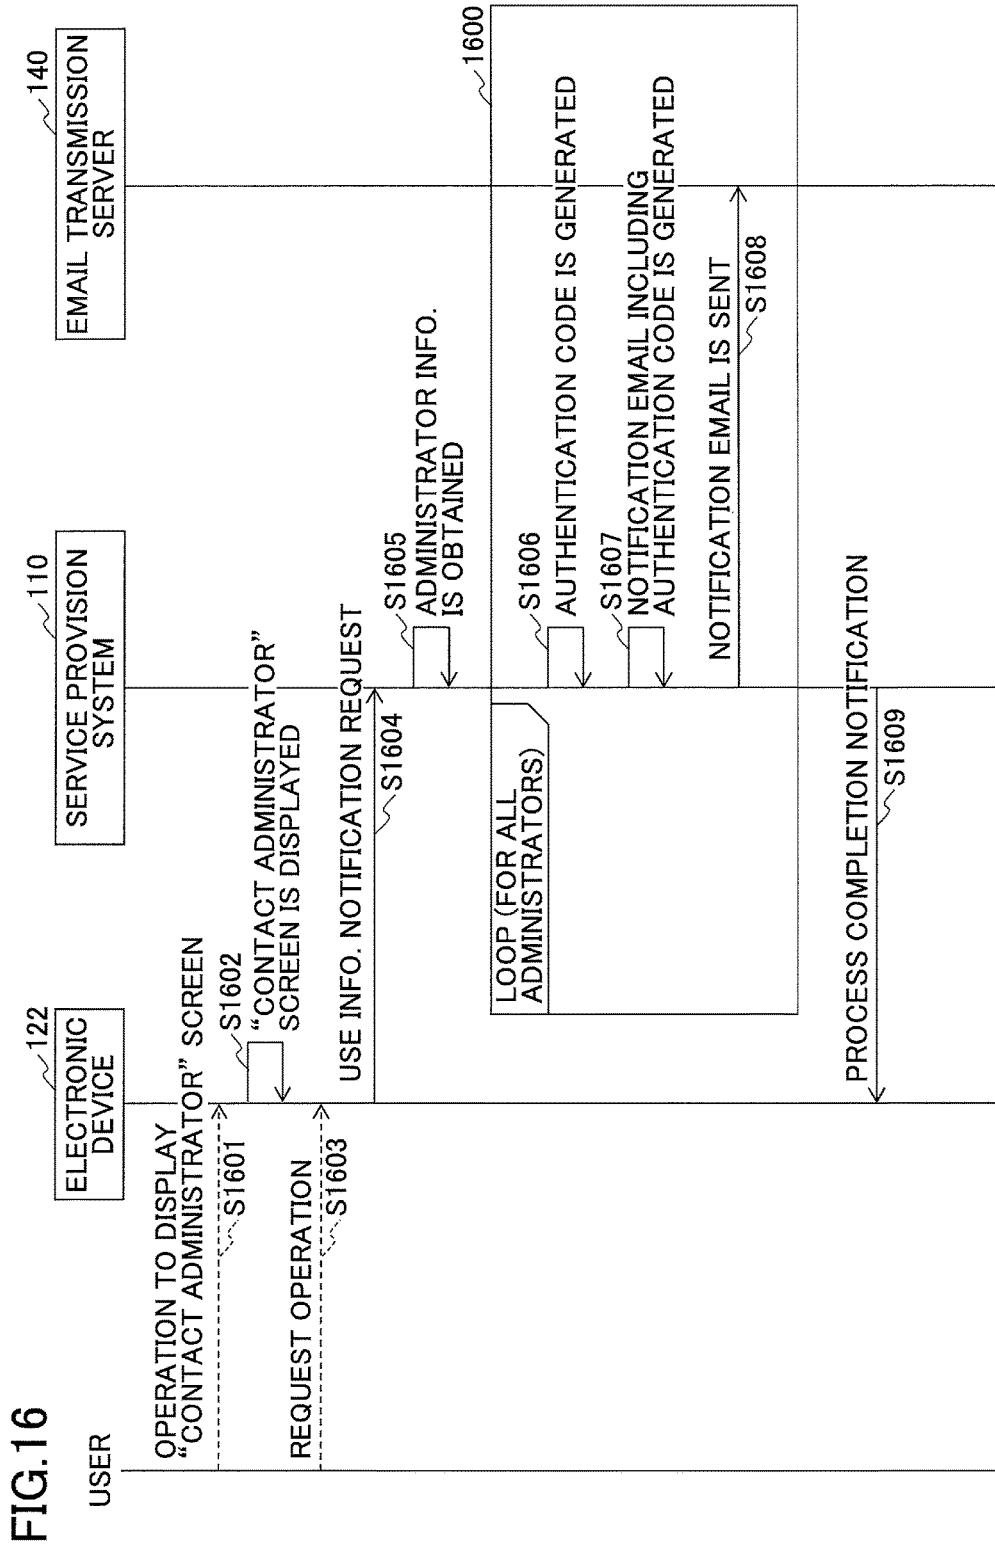 FIG.16
USER
122
ELECTRONIC
DEVICE
110
SERVICE PROVISION
SYSTEM
140
EMAIL TRANSMISSION
SERVER
OPERATION TO DISPLAY
“CONTACT ADMINISTRATOR” SCREEN
S1601
S1602
“CONTACT ADMINISTRATOR”
SCREEN IS DISPLAYED
REQUEST OPERATION
S1603
USE INFO. NOTIFICATION REQUEST
S1604
S1605
ADMINISTRATOR INFO.
IS OBTAINED
1600
LOOP (FOR ALL
ADMINISTRATORS)
S1606
AUTHENTICATION CODE IS GENERATED
S1607
NOTIFICATION EMAIL INCLUDING
AUTHENTICATION CODE IS GENERATED
NOTIFICATION EMAIL IS SENT
S1608
PROCESS COMPLETION NOTIFICATION
S1609